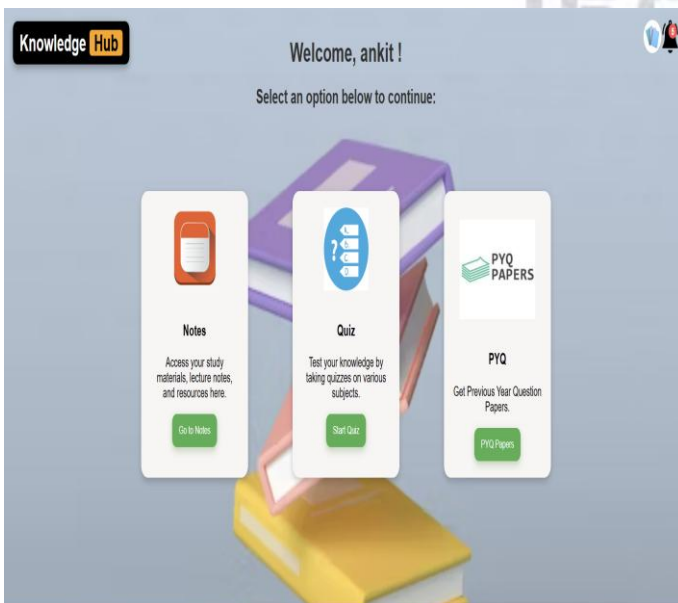 Knowledge Hub
Welcome, ankit !
Select an option below to continue:
Notes
Access your study
materials, lecture notes,
and resources here.
Go to Notes
Quiz
Test your knowledge by
taking quizzes on various
subjects.
Start Quiz
PYQ
PAPERS
PYQ
Get Previous Year Question
Papers.
PYQ Papers